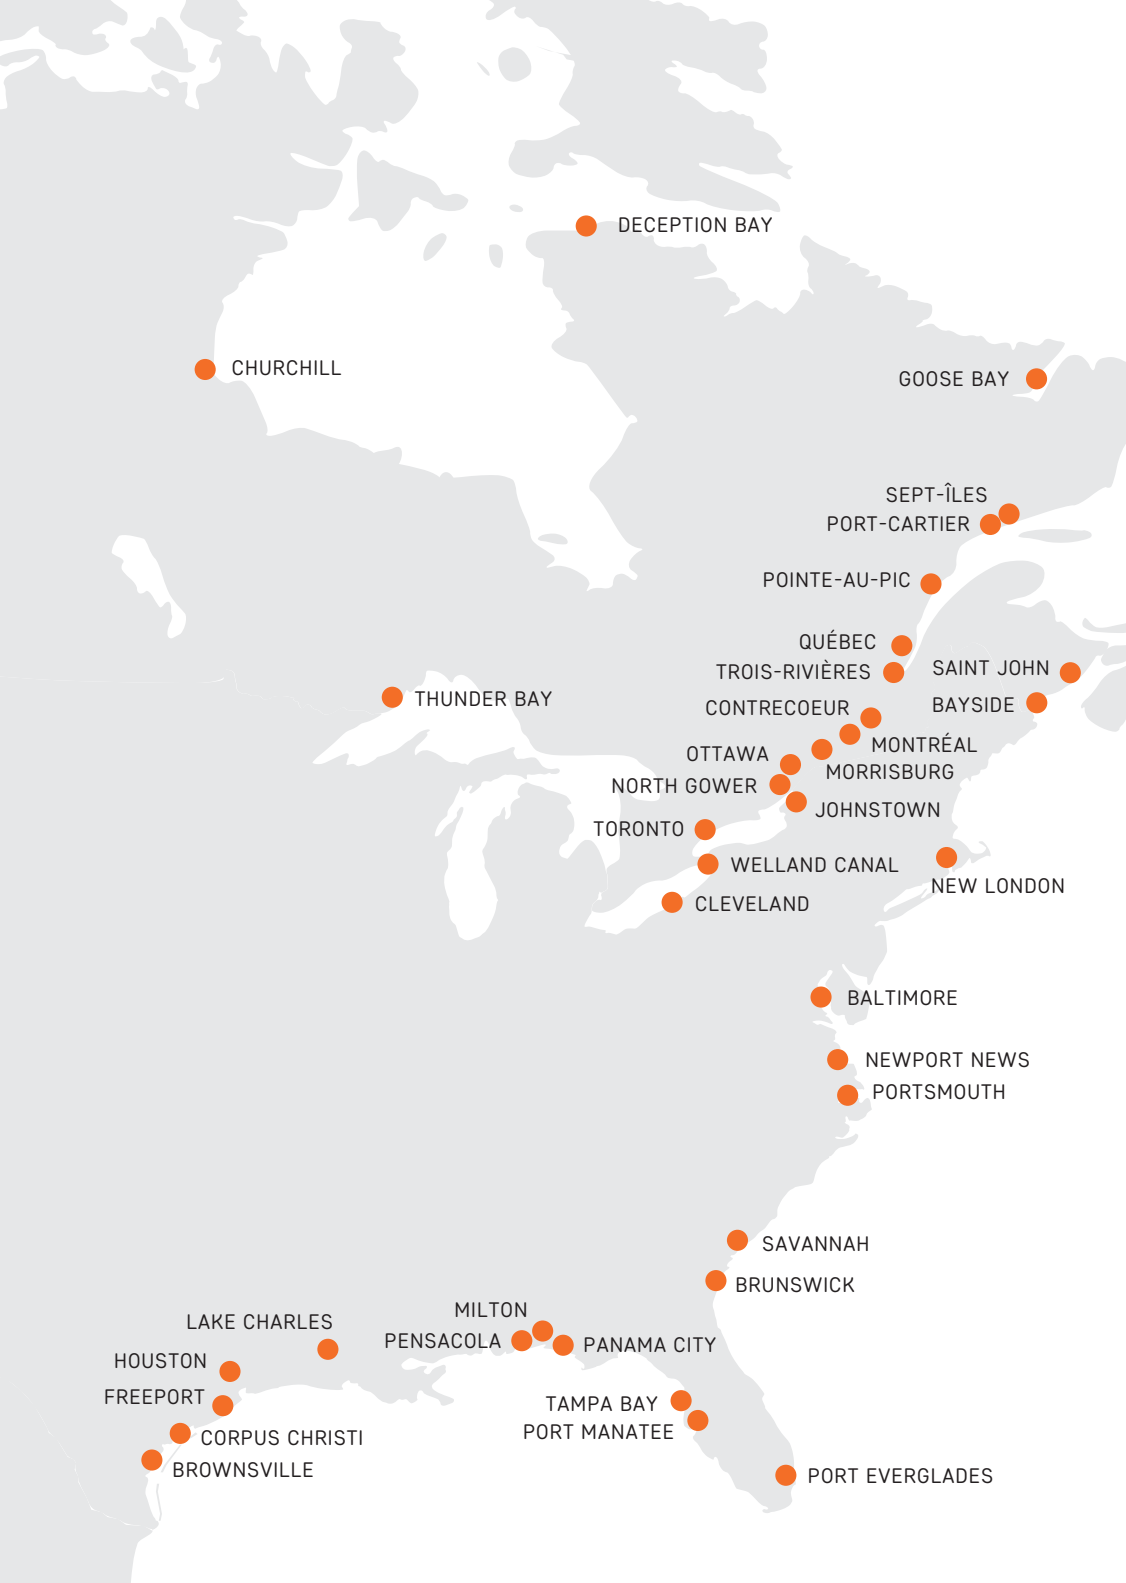 DECEPTION BAY
CHURCHILL
GOOSE BAY
SEPT-ÎLES
PORT-CARTIER
POINTE-AU-PIC
QUÉBEC
TROIS-RIVIÈRES
SAINT JOHN
CONTRECOEUR
BAYSIDE
THUNDER BAY
MONTRÉAL
OTTAWA
MORRISBURG
NORTH GOWER
JOHNSTOWN
TORONTO
WELLAND CANAL
NEW LONDON
CLEVELAND
BALTIMORE
NEWPORT NEWS
PORTSMOUTH
SAVANNAH
BRUNSWICK
MILTON
LAKE CHARLES
PENSACOLA
PANAMA CITY
HOUSTON
FREEPORT
TAMPA BAY
PORT MANATEE
CORPUS CHRISTI
BROWNSVILLE
PORT EVERGLADES